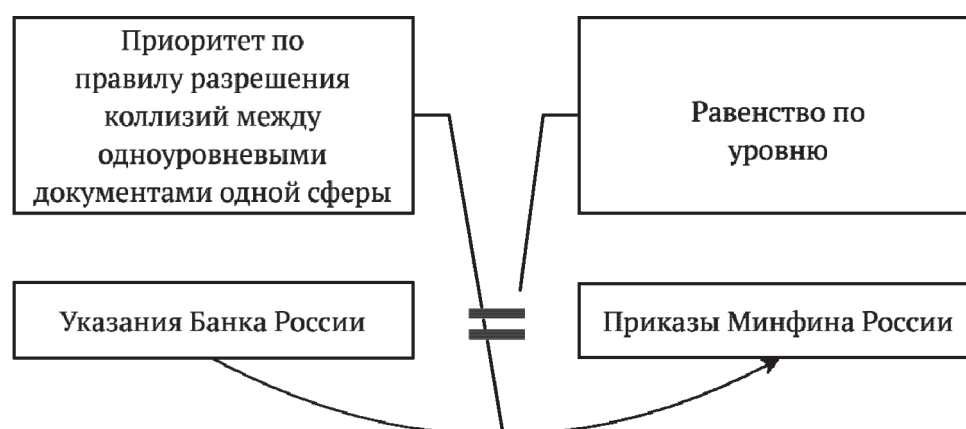 Приоритет по
правилу разрешения
коллизий между
одноуровневыми
документами одной сферы
Равенство по
уровню
Указания Банка России
=
Приказы Минфина России